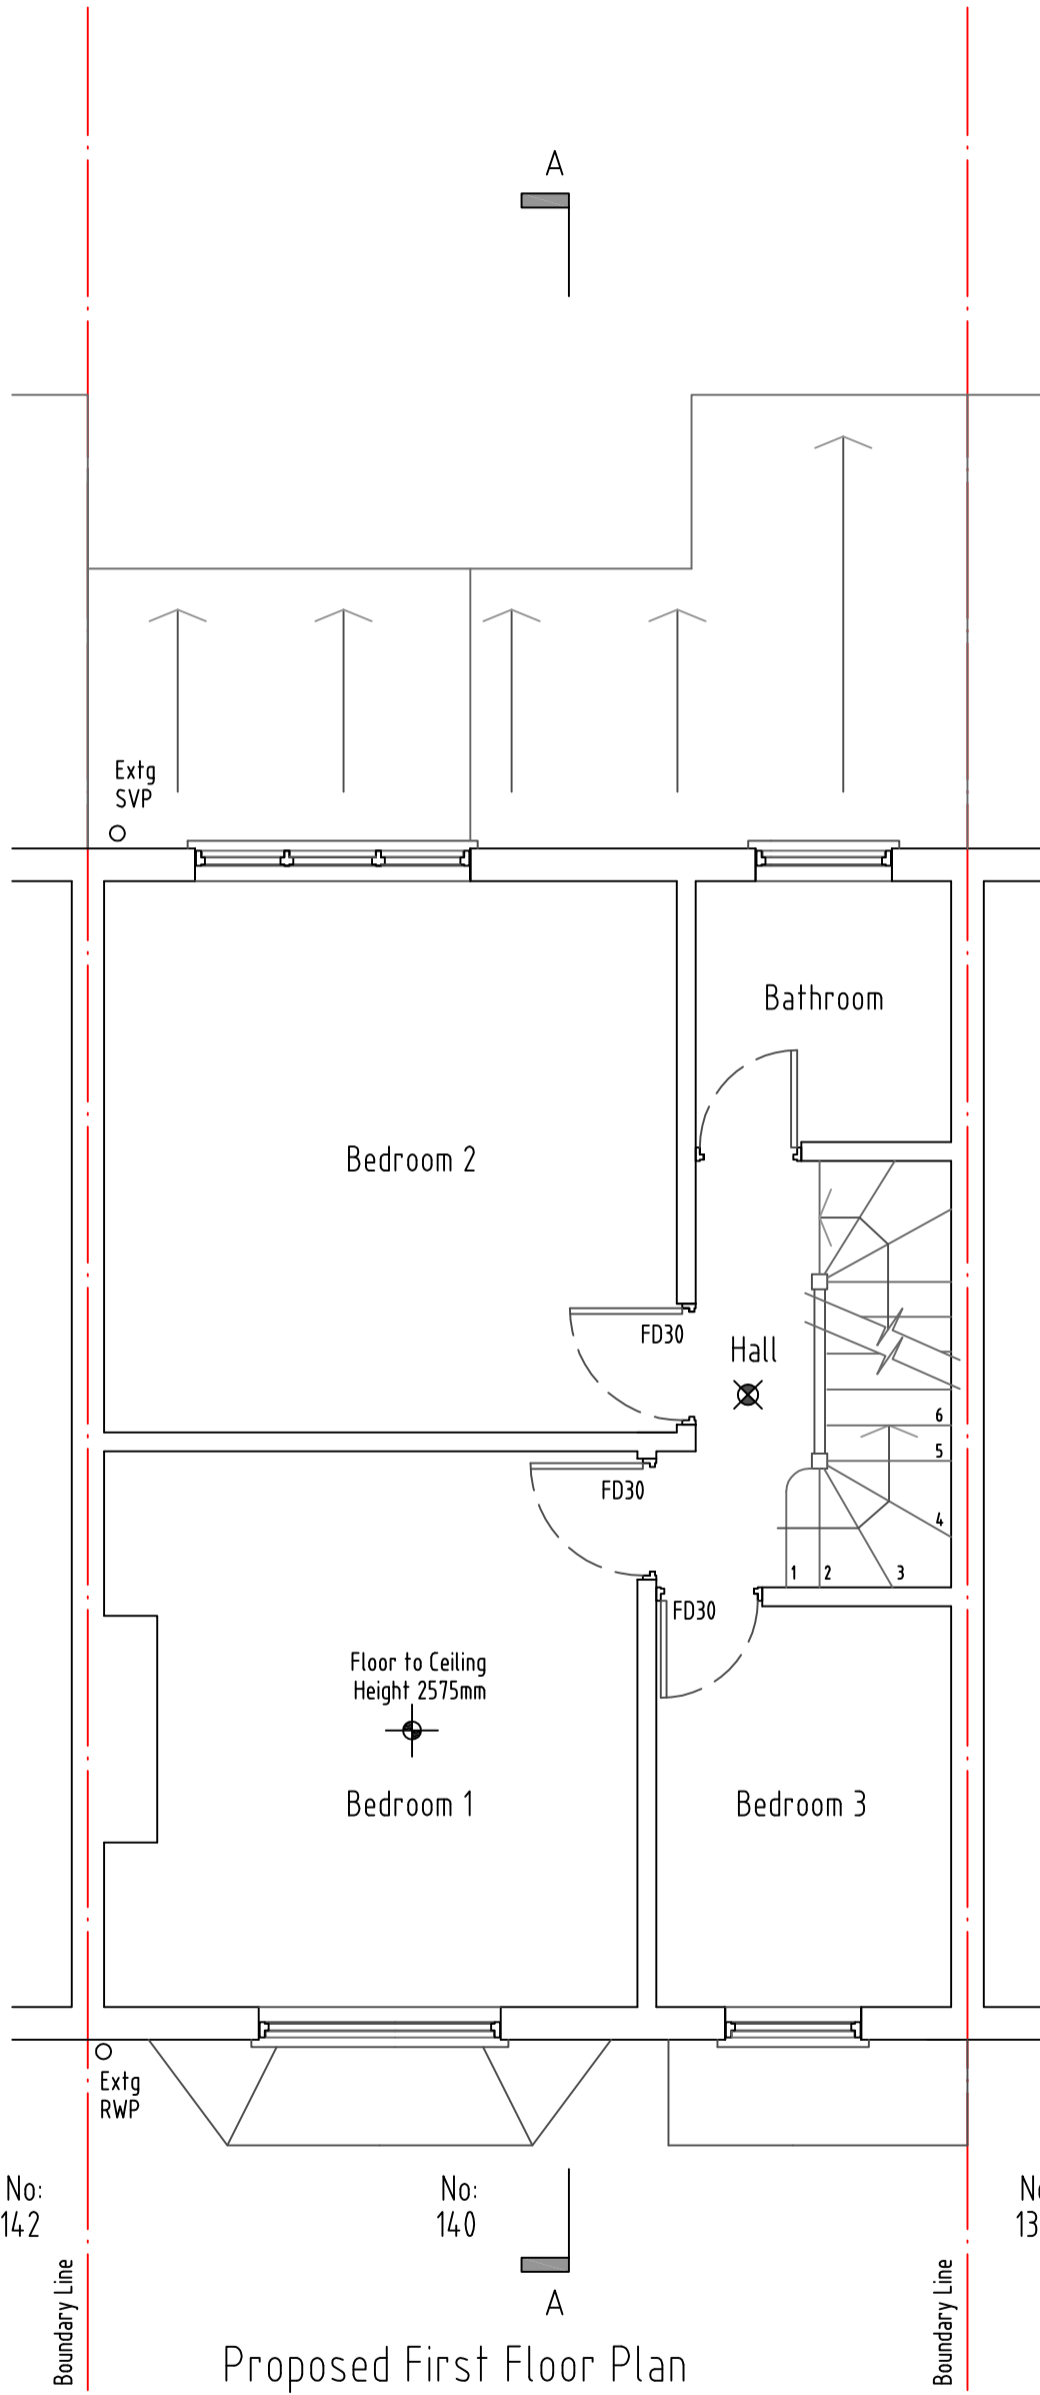 A
Extg
SVP
Bathroom
Bedroom 2
FD30
Hall
6
5
FD30
4
1
2
3
FD30
Floor to Ceiling
Height 2575mm
Bedroom 1
Bedroom 3
Extg
RWP
No:
142
No:
140
13
Boundary Line
Boundary Line
A
Proposed First Floor Plan